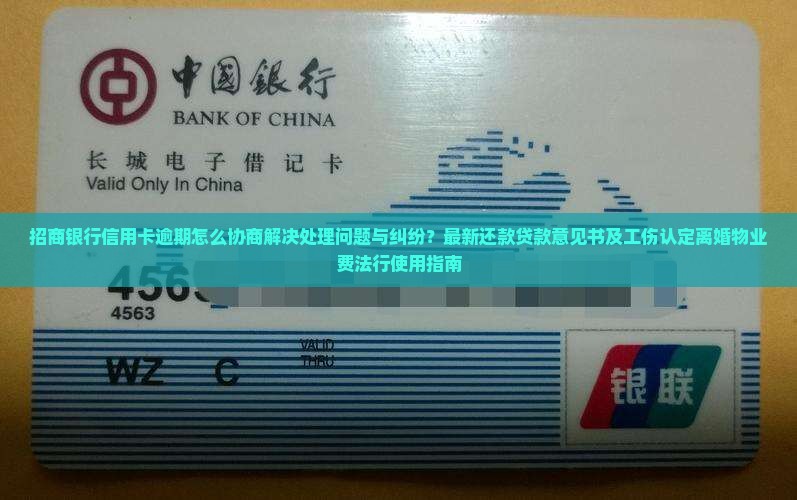 中國銀行
BANK OF CHINA
长城电子借记卡
Valid Only In China
招商银行信用卡逾期怎么协商解决处理问题与纠纷？最新还款贷款意见书及工伤认定离婚物业
费法行使用指南
456
4563
VALID
THRU
WZ C
银联